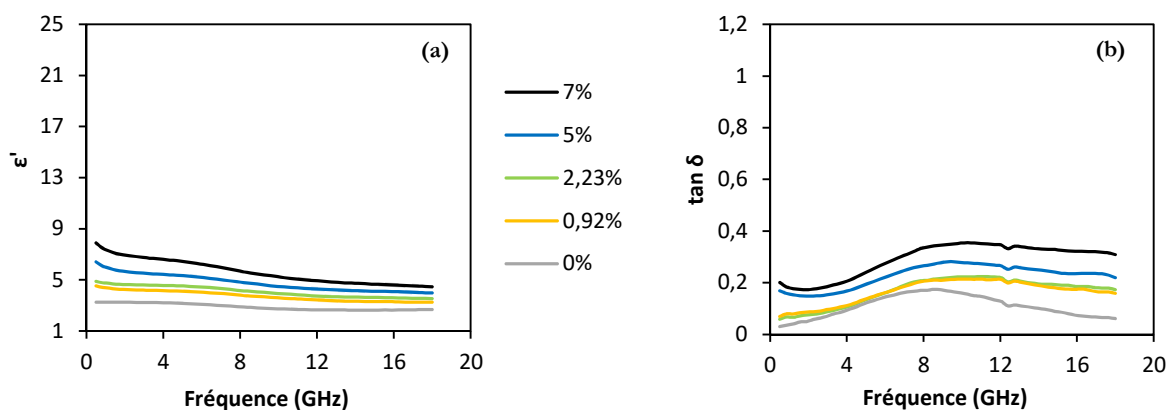 (a)
25
21
17
13
9
5
1
ε'
0 4 8 12 16 20
Fréquence (GHz)
7%
5%
2,23%
0,92%
0%
(b)
1,2
1
0,8
0,6
0,4
0,2
0
tan δ
0 4 8 12 16 20
Fréquence (GHz)